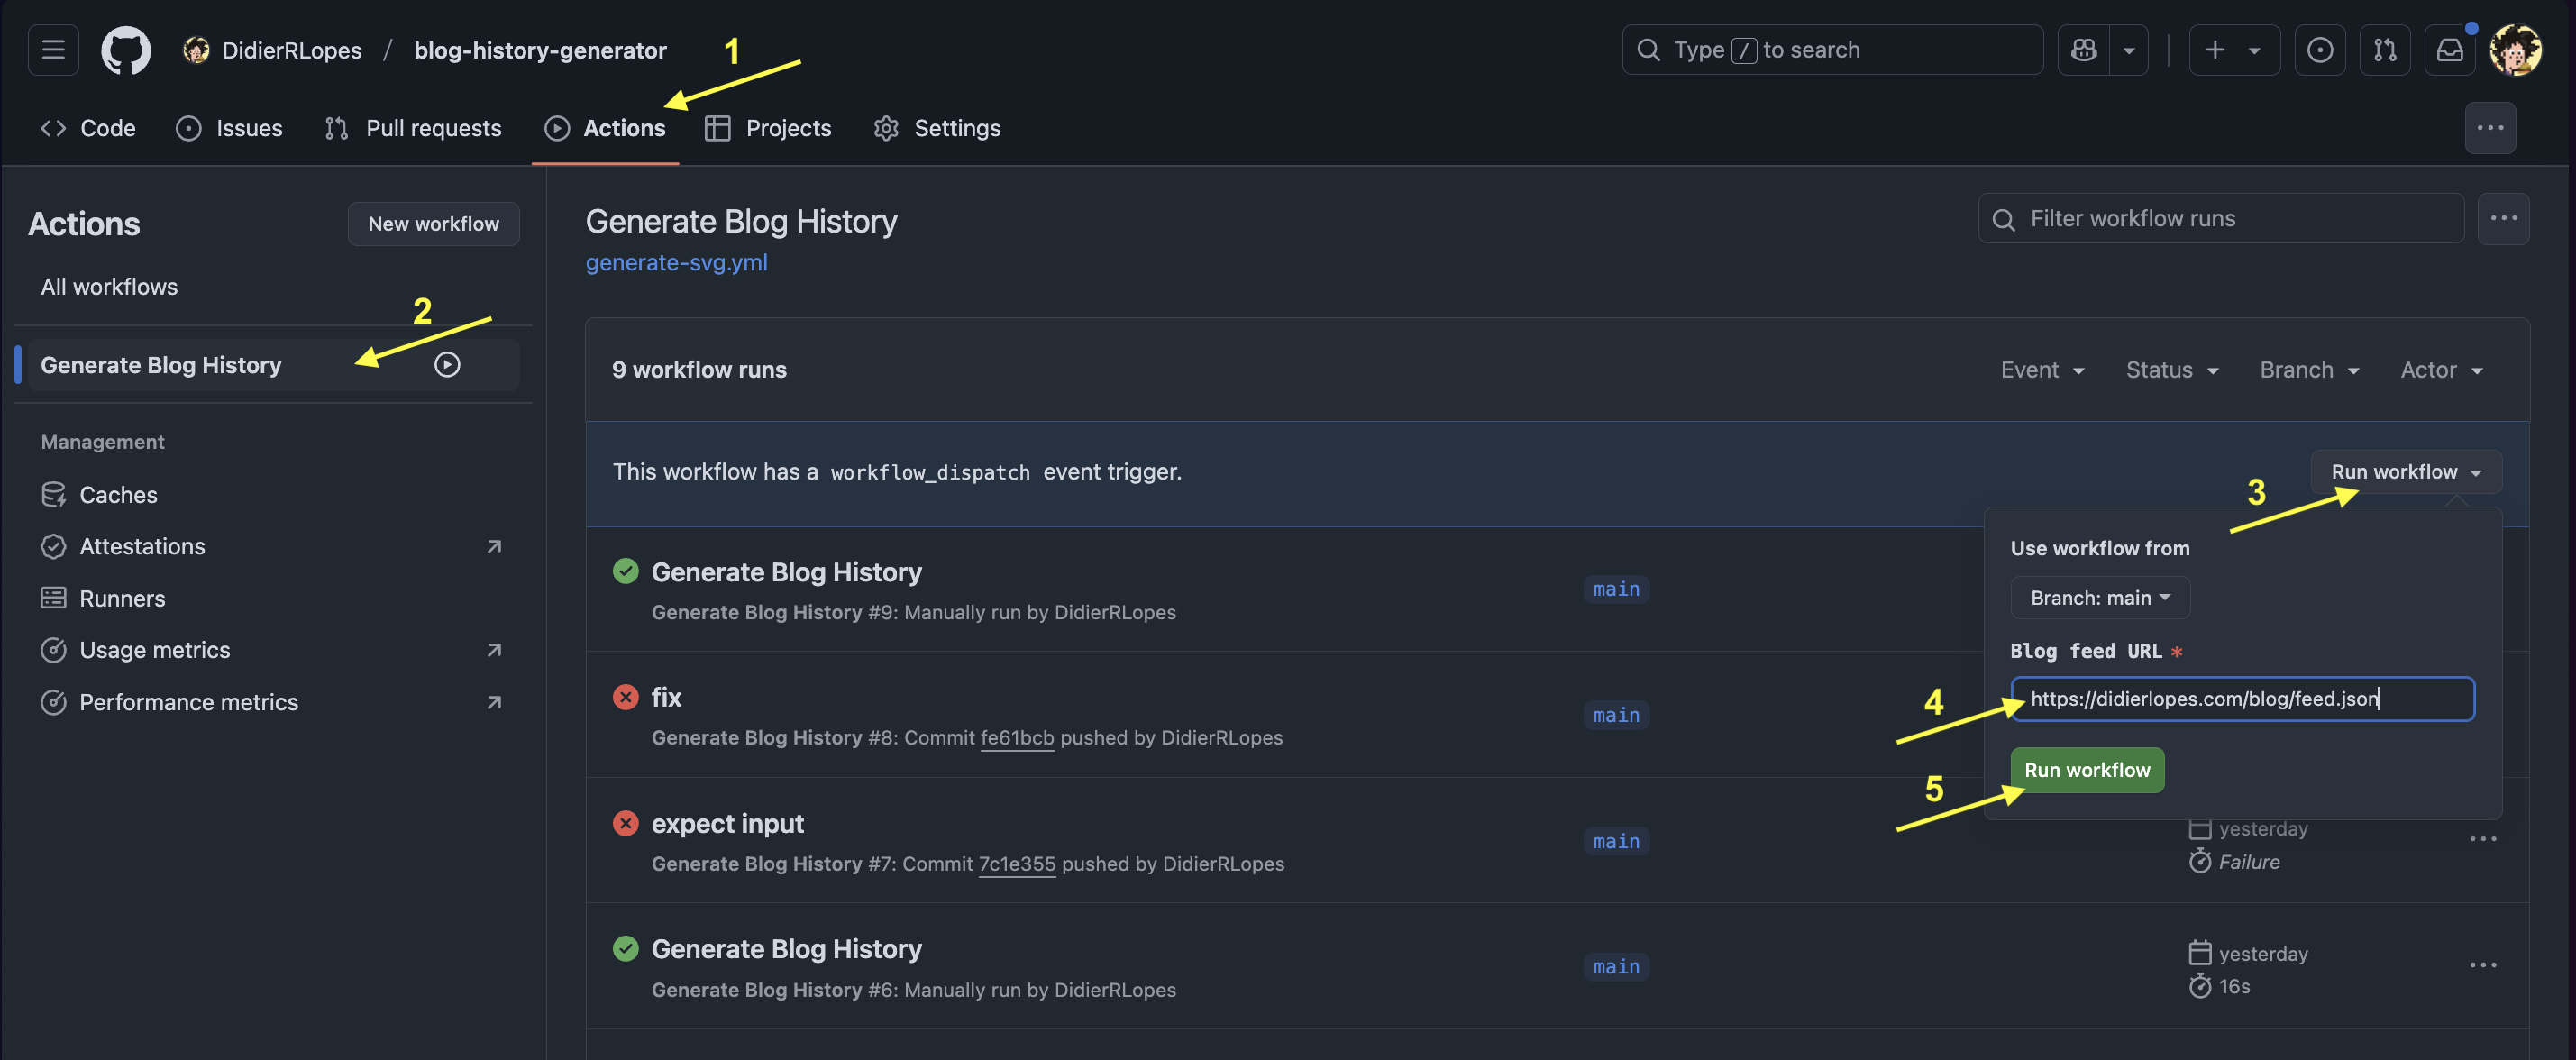 DidierRLopes / blog-history-generator
1
Type / to search
Code
Issues
Pull requests
Actions
Projects
Settings
Actions
New workflow
All workflows
2
Generate Blog History
Management
Caches
Attestations
Runners
Usage metrics
Performance metrics
Generate Blog History
generate-svg.yml
Filter workflow runs
9 workflow runs
Event
Status
Branch
Actor
This workflow has a workflow_dispatch event trigger.
Run workflow
3
Use workflow from
Branch: main
Blog feed URL *
4
https://didierlopes.com/blog/feed.json
5
Run workflow
Generate Blog History
Generate Blog History #9: Manually run by DidierRLopes
main
fix
Generate Blog History #8: Commit fe61bcb pushed by DidierRLopes
main
expect input
Generate Blog History #7: Commit 7c1e355 pushed by DidierRLopes
main
yesterday
Failure
Generate Blog History
Generate Blog History #6: Manually run by DidierRLopes
main
yesterday
16s